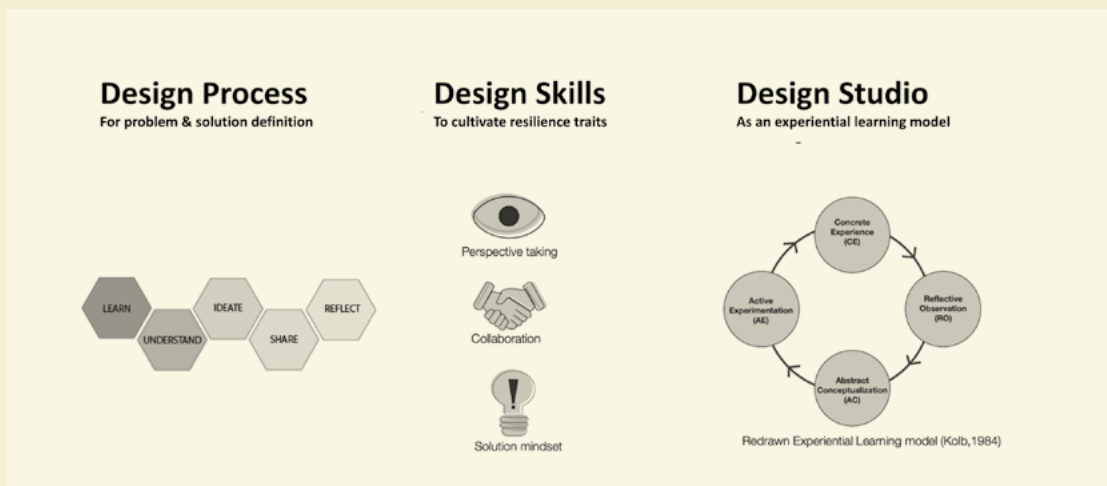 Design Process
For problem & solution definition
LEARN
UNDERSTAND
IDEATE
SHARE
REFLECT
Design Skills
To cultivate resilience traits
Perspective taking
Collaboration
Solution mindset
Design Studio
As an experiential learning model
Concrete
Experience
(CE)
Reflective
Observation
(RO)
Abstract
Conceptualization
(AC)
Active
Experimentation
(AE)
Redrawn Experiential Learning model (Kolb,1984)